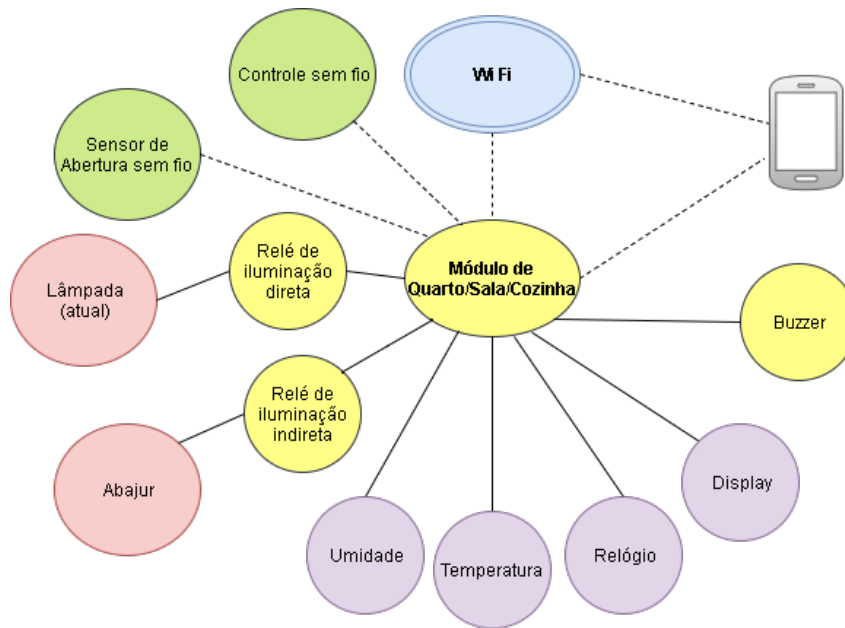 Controle sem fio
Wi Fi
Sensor de
Abertura sem fio
Relé de
iluminação
direta
Módulo de
Quarto/Sala/Cozinha
Lâmpada
(atual)
Buzzer
Relé de
iluminação
indireta
Abajur
Display
Umidade
Temperatura
Relógio